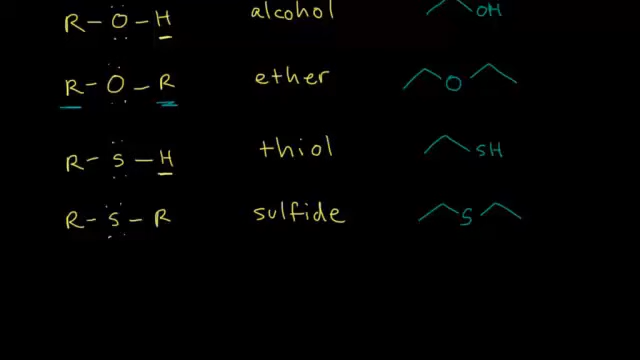 R-O-H alcohol OH
R-O-R ether O
R-S-H thiol SH
R-S-R sulfide S